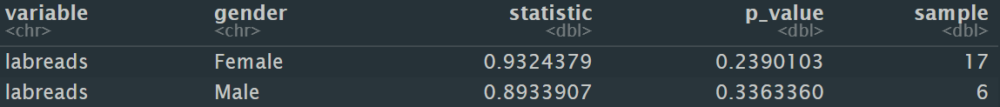 variable gender statistic p_value sample
<chr> <chr> <dbl> <dbl> <dbl>
labreads Female 0.9324379 0.2390103 17
labreads Male 0.8933907 0.3363360 6